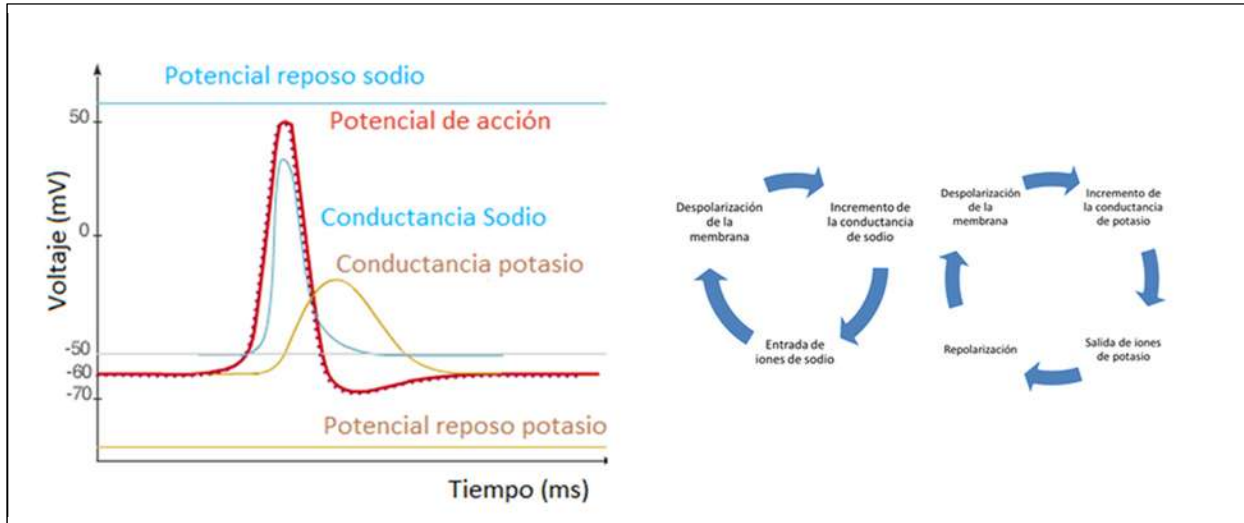 Potencial reposo sodio
50
Potencial de acción
Voltaje (mV)
Conductancia Sodio
0
Conductancia potasio
-50
-60
-70
Potencial reposo potasio
Tiempo (ms)
Despolarización
de la
membrana
Incremento de
la conductancia
de sodio
Entrada de
iones de sodio
Despolarización
de la
membrana
Incremento de
la conductancia
de potasio
Salida de iones
de potasio
Repolarización